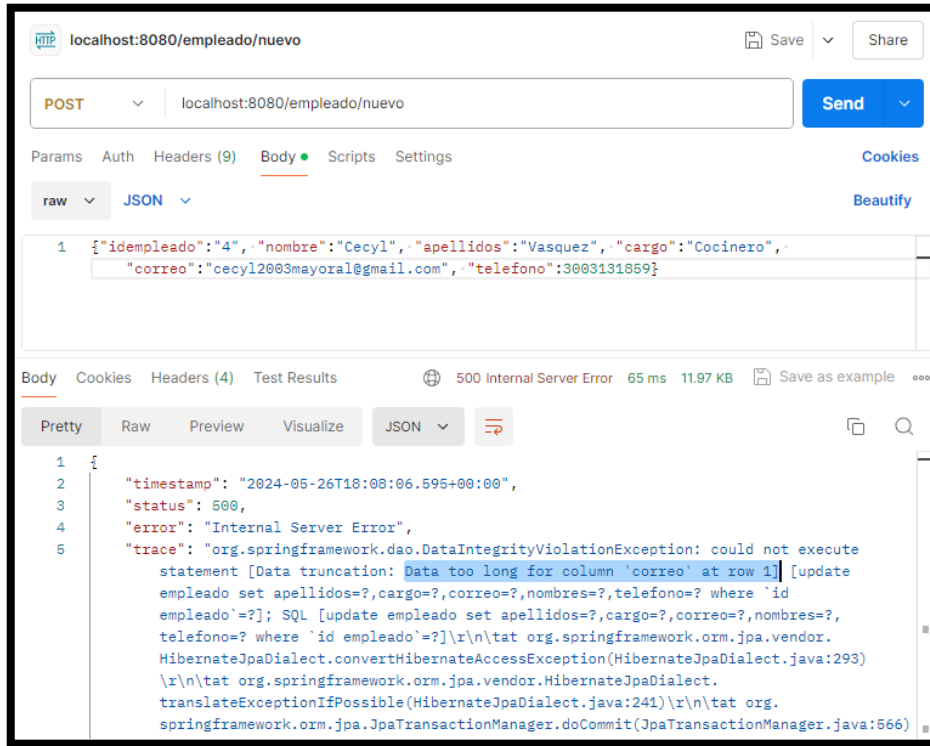 HTTP localhost:8080/empleado/nuevo Save Share
POST localhost:8080/empleado/nuevo Send
Params Auth Headers (9) Body Scripts Settings Cookies
raw JSON Beautify
1 {"idempleado":"4", "nombre":"Cecyl", "apellidos":"Vasquez", "cargo":"Cocinero",
"correo":"cecyl2003mayoral@gmail.com", "telefono":3003131859}
Body Cookies Headers (4) Test Results 500 Internal Server Error 65 ms 11.97 KB Save as example
Pretty Raw Preview Visualize JSON
1 {
2 "timestamp": "2024-05-26T18:08:06.595+00:00",
3 "status": 500,
4 "error": "Internal Server Error",
5 "trace": "org.springframework.dao.DataIntegrityViolationException: could not execute
statement [Data truncation: Data too long for column 'correo' at row 1] [update
empleado set apellidos=?,cargo=?,correo=?,nombres=?,telefono=? where `id
empleado`=?]; SQL [update empleado set apellidos=?,cargo=?,correo=?,nombres=?,
telefono=? where `id empleado`=?]\r\n\tat org.springframework.orm.jpa.vendor.
HibernateJpaDialect.convertHibernateAccessException(HibernateJpaDialect.java:293)
\r\n\tat org.springframework.orm.jpa.vendor.HibernateJpaDialect.
translateExceptionIfPossible(HibernateJpaDialect.java:241)\r\n\tat org.
springframework.orm.jpa.JpaTransactionManager.doCommit(JpaTransactionManager.java:566)